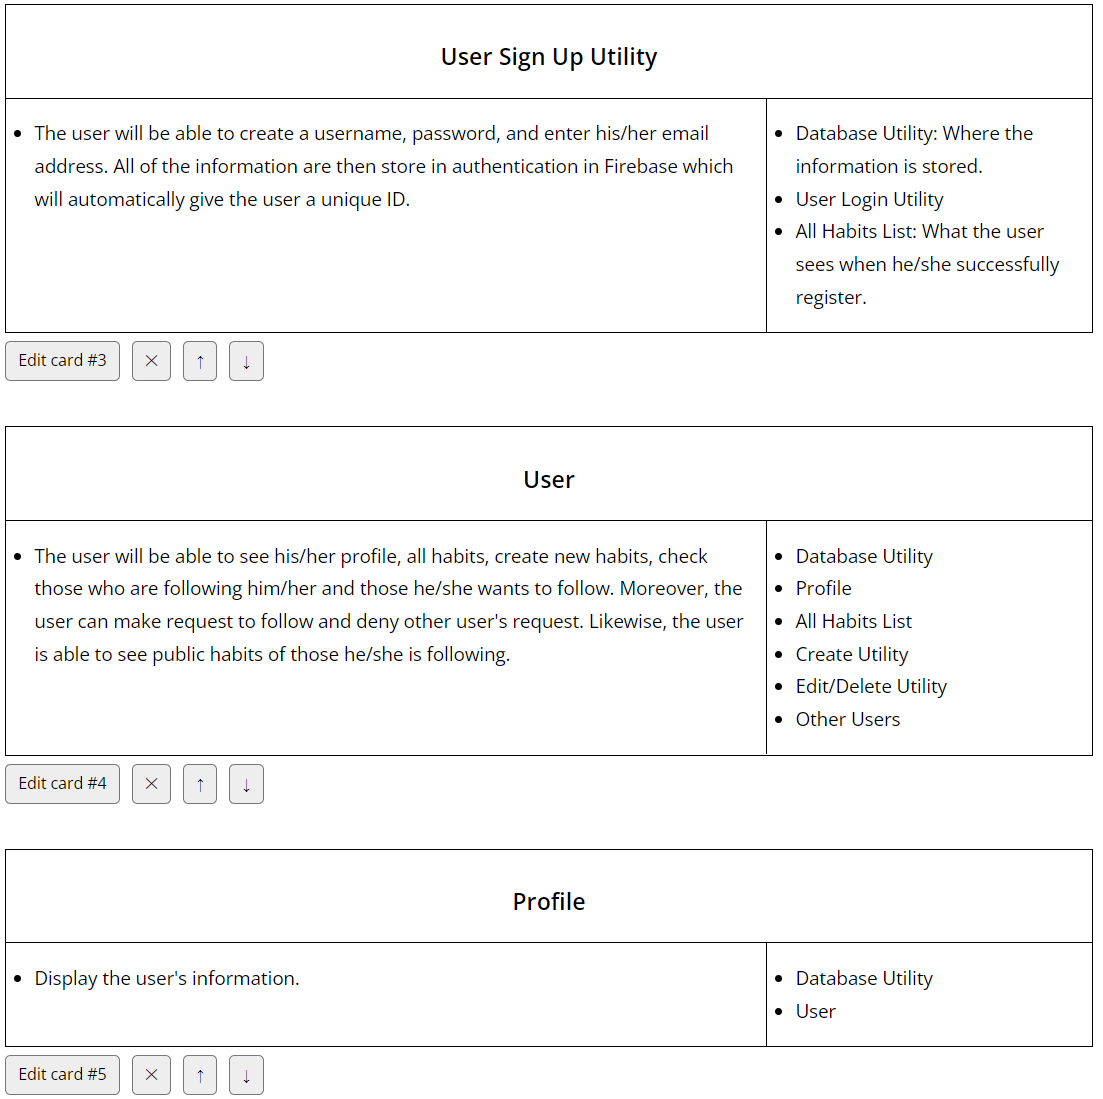 User Sign Up Utility
• The user will be able to create a username, password, and enter his/her email
address. All of the information are then store in authentication in Firebase which
will automatically give the user a unique ID.
• Database Utility: Where the
information is stored.
• User Login Utility
• All Habits List: What the user
sees when he/she successfully
register.
Edit card #3 × ↑ ↓
User
• The user will be able to see his/her profile, all habits, create new habits, check
those who are following him/her and those he/she wants to follow. Moreover, the
user can make request to follow and deny other user's request. Likewise, the user
is able to see public habits of those he/she is following.
• Database Utility
• Profile
• All Habits List
• Create Utility
• Edit/Delete Utility
• Other Users
Edit card #4 × ↑ ↓
Profile
• Display the user's information.
• Database Utility
• User
Edit card #5 × ↑ ↓